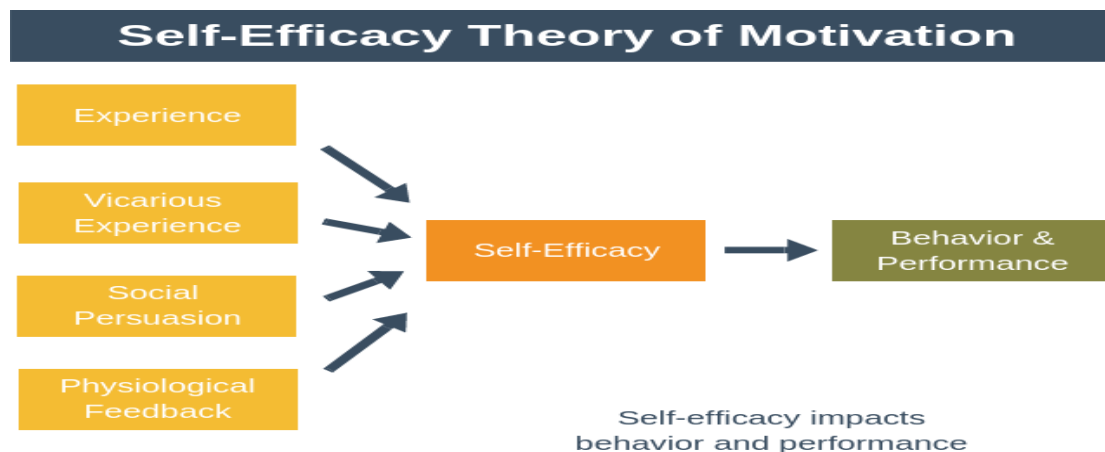 Self-Efficacy Theory of Motivation
Experience
Vicarious
Experience
Social
Persuasion
Physiological
Feedback
Self-Efficacy
Behavior &
Performance
Self-efficacy impacts
behavior and performance